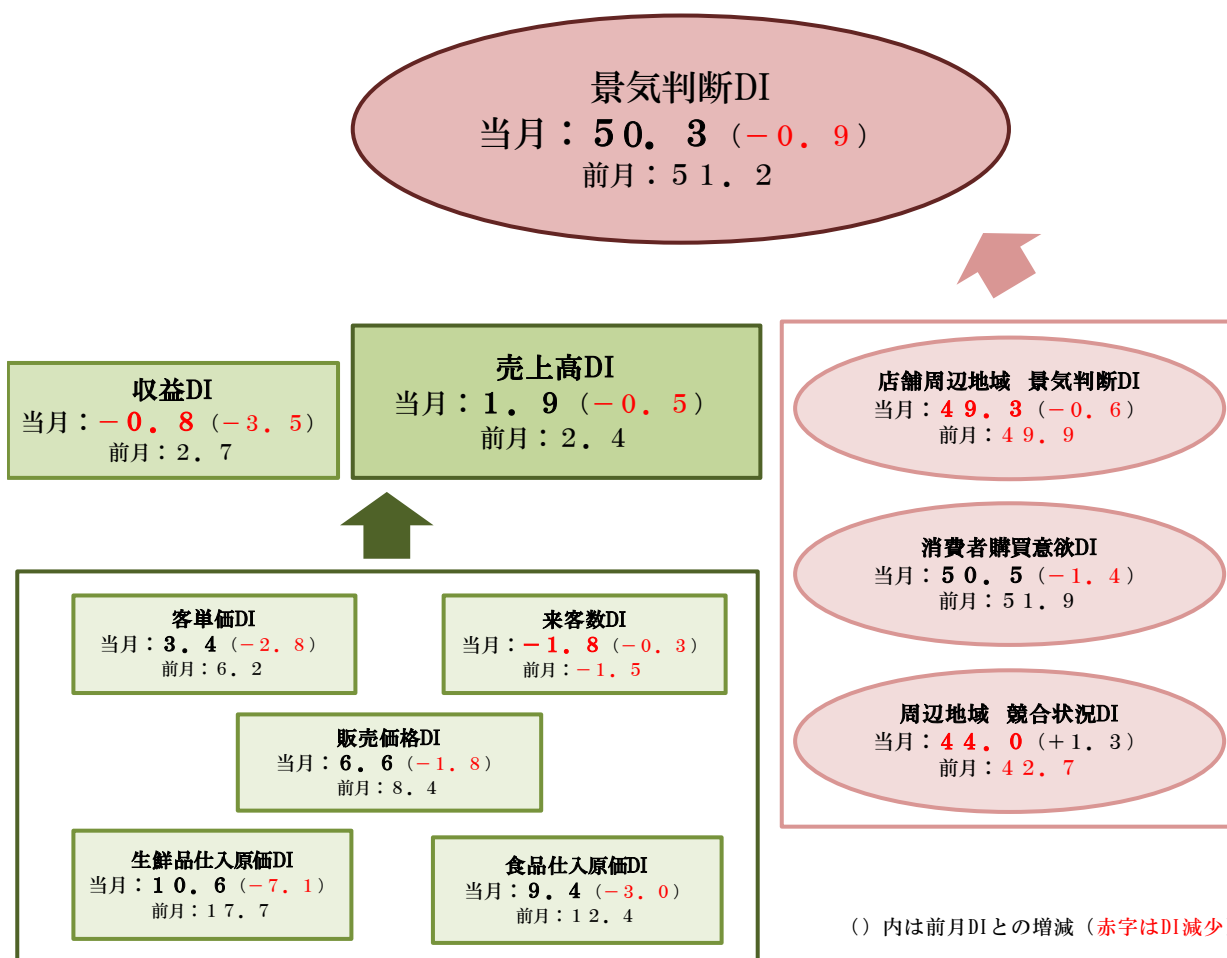 景気判断DI
当月：５０．３（－０．９）
前月：５１．２
収益DI
当月：－０．８（－３．５）
前月：２．７
売上高DI
当月：１．９（－０．５）
前月：２．４
店舗周辺地域 景気判断DI
当月：４９．３（－０．６）
前月：４９．９
消費者購買意欲DI
当月：５０．５（－１．４）
前月：５１．９
周辺地域 競合状況DI
当月：４４．０（＋１．３）
前月：４２．７
客単価DI
当月：３．４（－２．８）
前月：６．２
来客数DI
当月：－１．８（－０．３）
前月：－１．５
販売価格DI
当月：６．６（－１．８）
前月：８．４
生鮮品仕入原価DI
当月：１０．６（－７．１）
前月：１７．７
食品仕入原価DI
当月：９．４（－３．０）
前月：１２．４
（）内は前月DIとの増減（赤字はDI減少